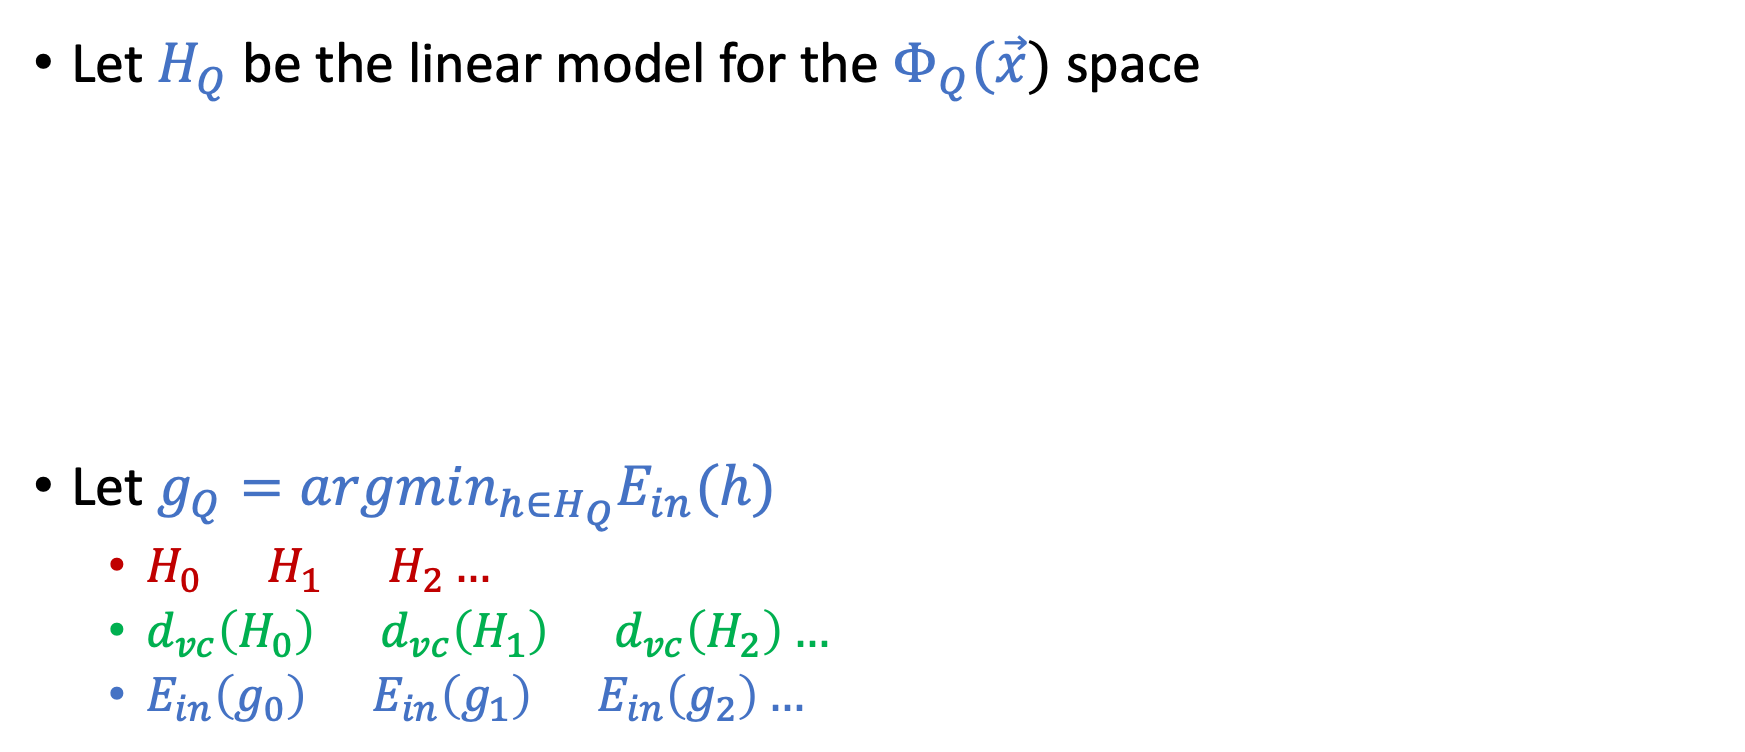 • Let H_Q be the linear model for the Φ_Q(x⃗) space
• Let g_Q = argmin_{h∈H_Q} E_in(h)
• H_0 H_1 H_2 …
• d_vc(H_0) d_vc(H_1) d_vc(H_2) …
• E_in(g_0) E_in(g_1) E_in(g_2) …